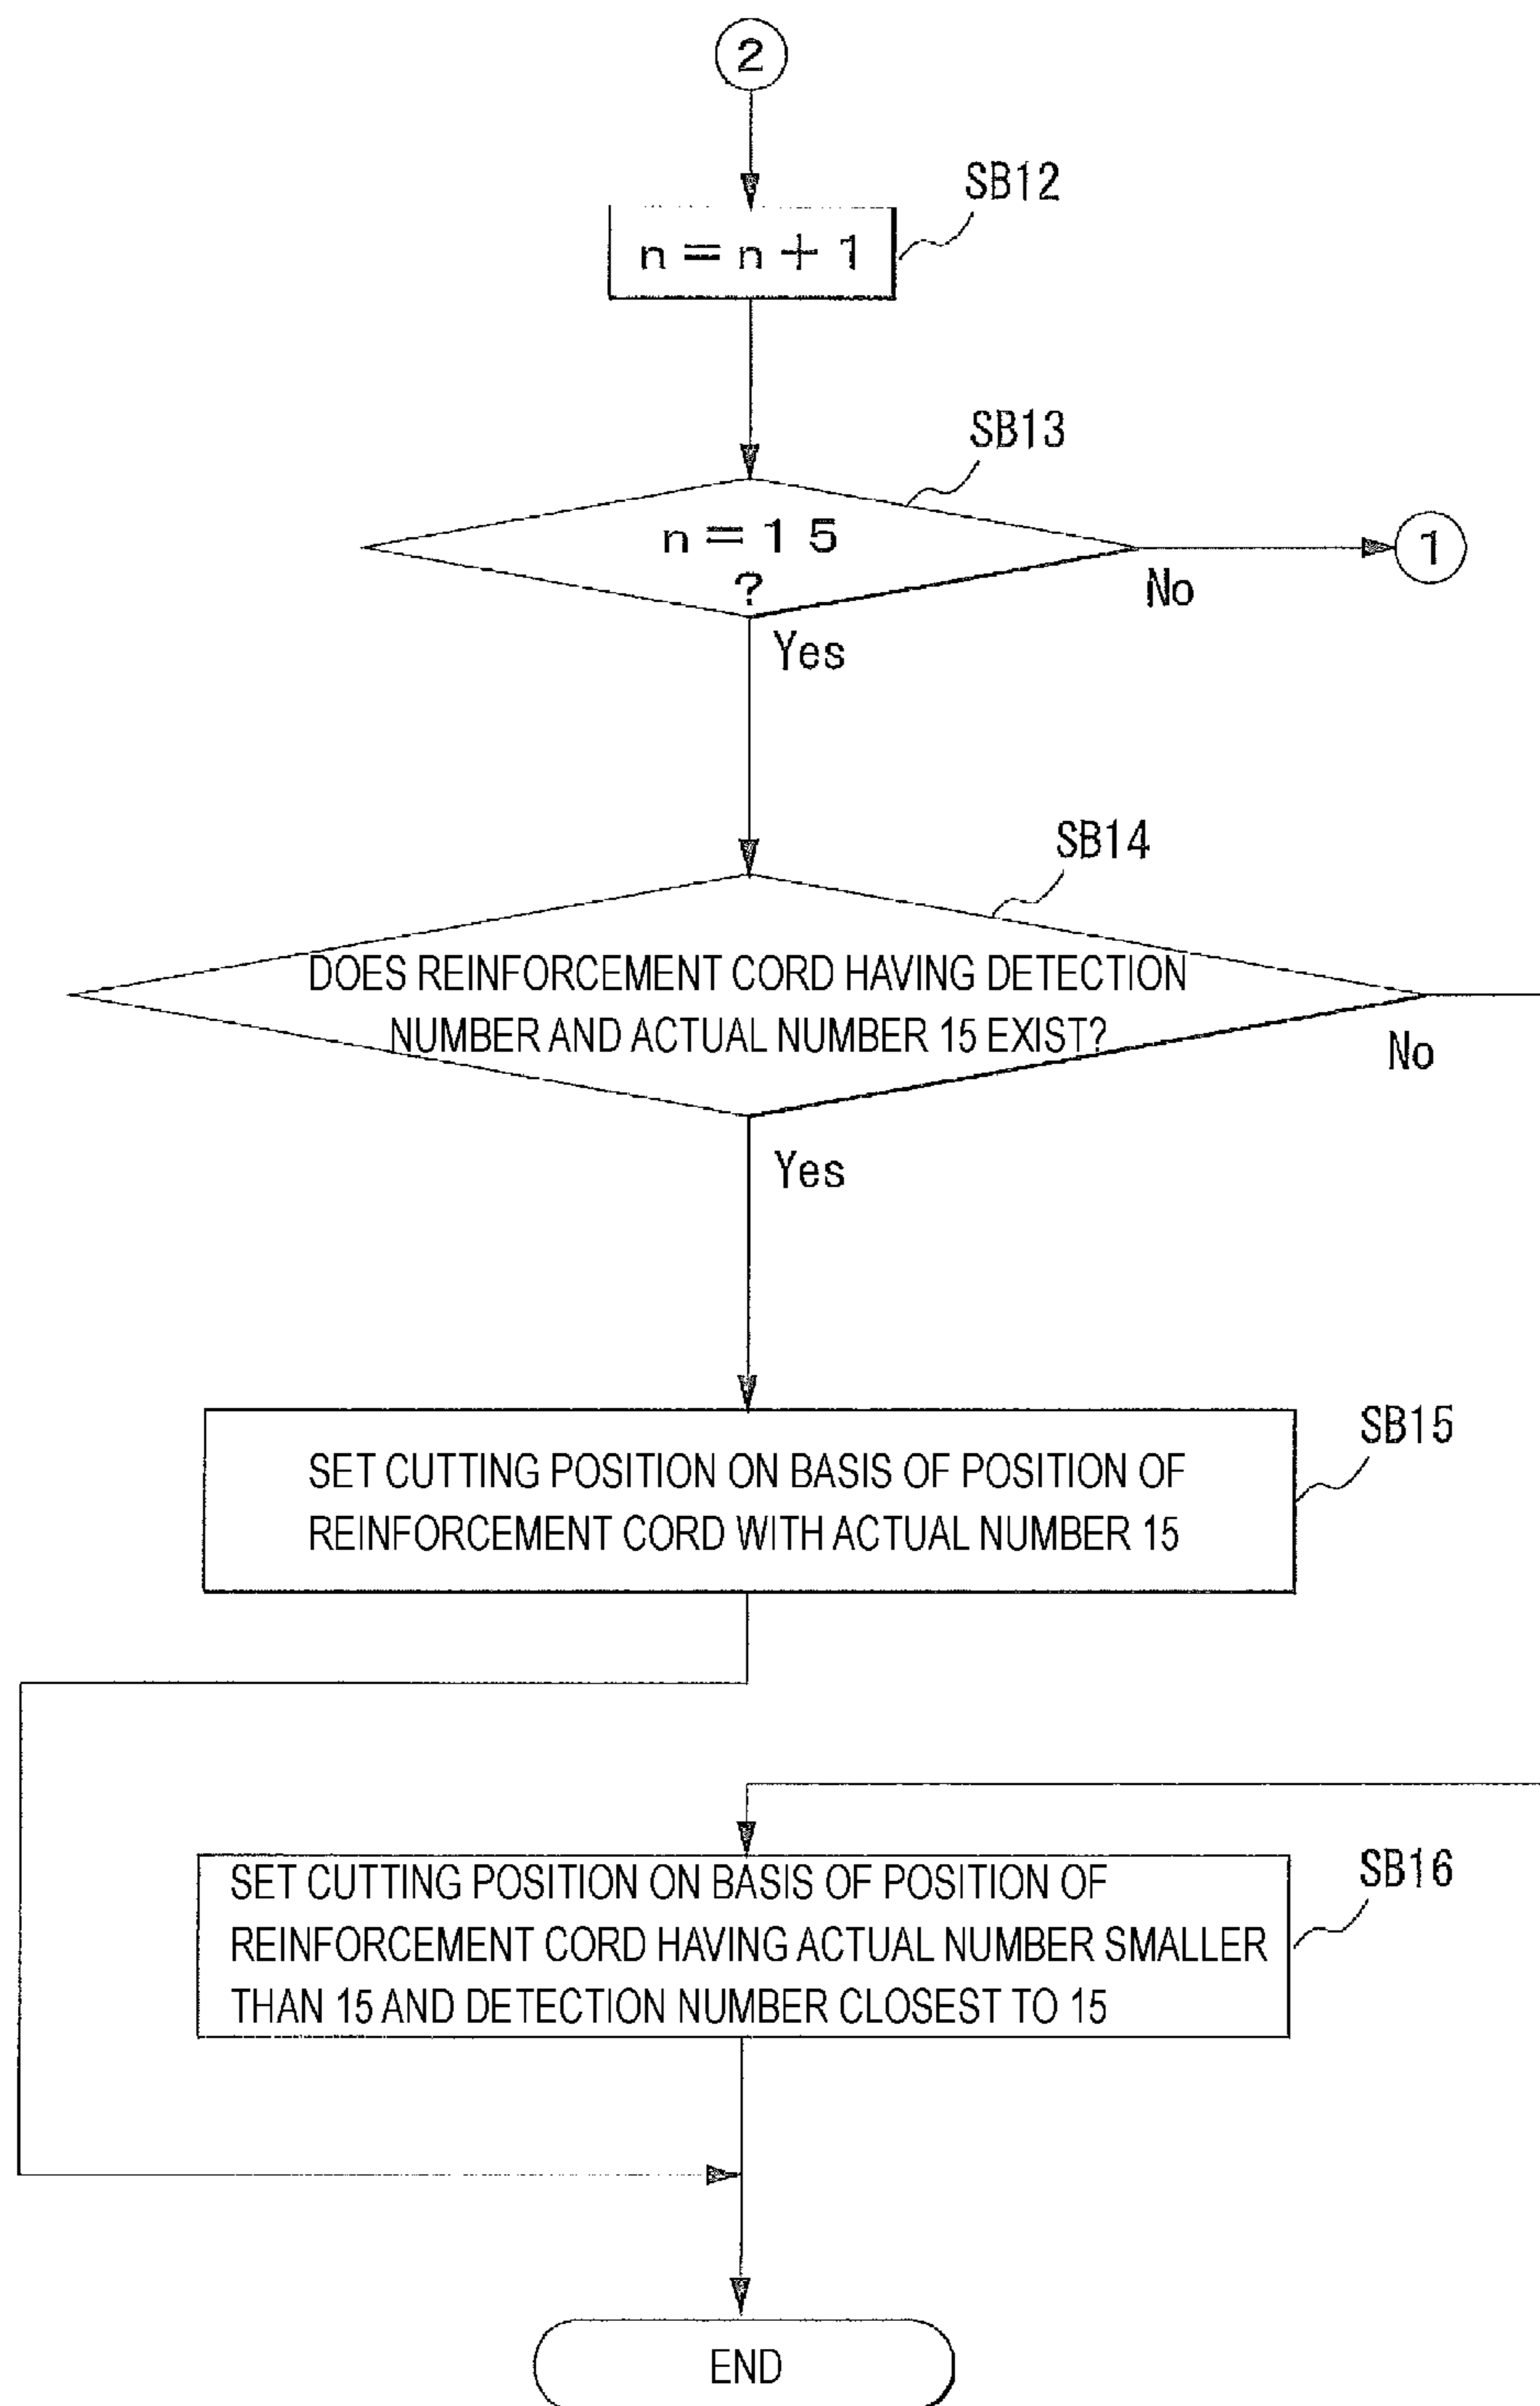 2
SB12
n=n+1
SB13
n=15
?
1
No
Yes
SB14
DOES REINFORCEMENT CORD HAVING DETECTION
NUMBER AND ACTUAL NUMBER 15 EXIST?
No
Yes
SB15
SET CUTTING POSITION ON BASIS OF POSITION OF
REINFORCEMENT CORD WITH ACTUAL NUMBER 15
SB16
SET CUTTING POSITION ON BASIS OF POSITION OF
REINFORCEMENT CORD HAVING ACTUAL NUMBER SMALLER
THAN 15 AND DETECTION NUMBER CLOSEST TO 15
END